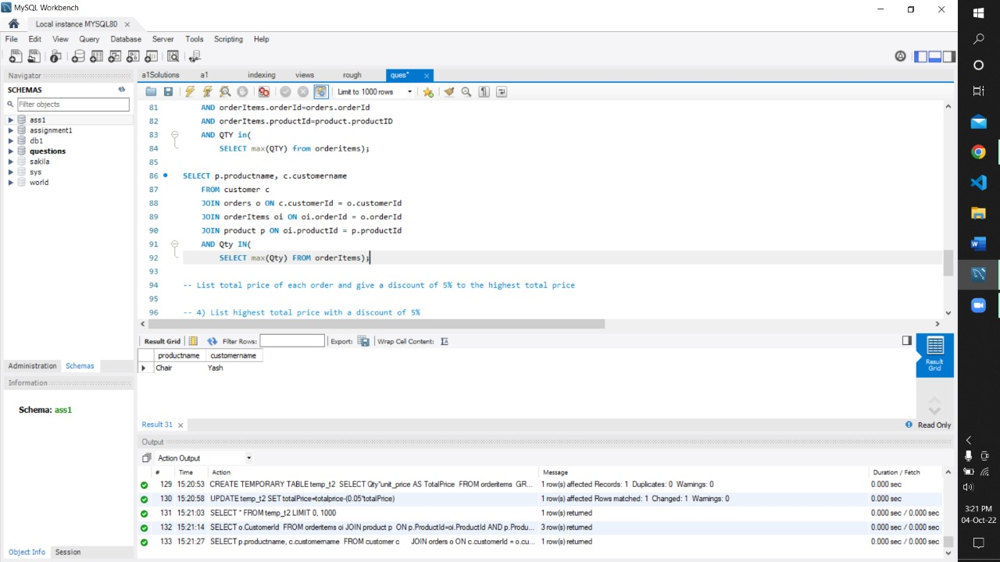 MySQL Workbench
Local instance MYSQL80
File Edit View Query Database Server Tools Scripting Help
Navigator
SCHEMAS
Filter objects
ass1
assignment1
db1
questions
sakila
sys
world
Administration Schemas
Information
Schema: ass1
Object Info Session
a1Solutions a1 indexing views rough ques*
Limit to 1000 rows
81 AND orderItems.orderId=orders.orderId
82 AND orderItems.productId=product.productID
83 AND QTY in(
84 SELECT max(QTY) from orderitems);
85
86 SELECT p.productname, c.customername
87 FROM customer c
88 JOIN orders o ON c.customerId = o.customerId
89 JOIN orderItems oi ON oi.orderId = o.orderId
90 JOIN product p ON oi.productId = p.productId
91 AND Qty IN(
92 SELECT max(Qty) FROM orderItems);
93
94 -- List total price of each order and give a discount of 5% to the highest total price
95
96 -- 4) List highest total price with a discount of 5%
Result Grid Filter Rows: Export: Wrap Cell Content:
productname customername
Chair Yash
Result Grid
Result 31
Read Only
Output
Action Output
# Time Action Message Duration / Fetch
129 15:20:53 CREATE TEMPORARY TABLE temp_t2 SELECT Qty*unit_price AS TotalPrice FROM orderitems GR... 1 row(s) affected Records: 1 Duplicates: 0 Warnings: 0 0.000 sec
130 15:20:58 UPDATE temp_t2 SET totalPrice=totalprice-(0.05*totalPrice) 1 row(s) affected Rows matched: 1 Changed: 1 Warnings: 0 0.000 sec
131 15:21:03 SELECT * FROM temp_t2 LIMIT 0, 1000 1 row(s) returned 0.000 sec / 0.000 sec
132 15:21:14 SELECT o.CustomerId FROM orderitems oi JOIN product p ON p.ProductId=oi.ProductId AND p.Produ... 3 row(s) returned 0.000 sec / 0.000 sec
133 15:21:27 SELECT p.productname, c.customername FROM customer c JOIN orders o ON c.customerId = o.cu... 1 row(s) returned 0.000 sec / 0.000 sec
3:21 PM
04-Oct-22